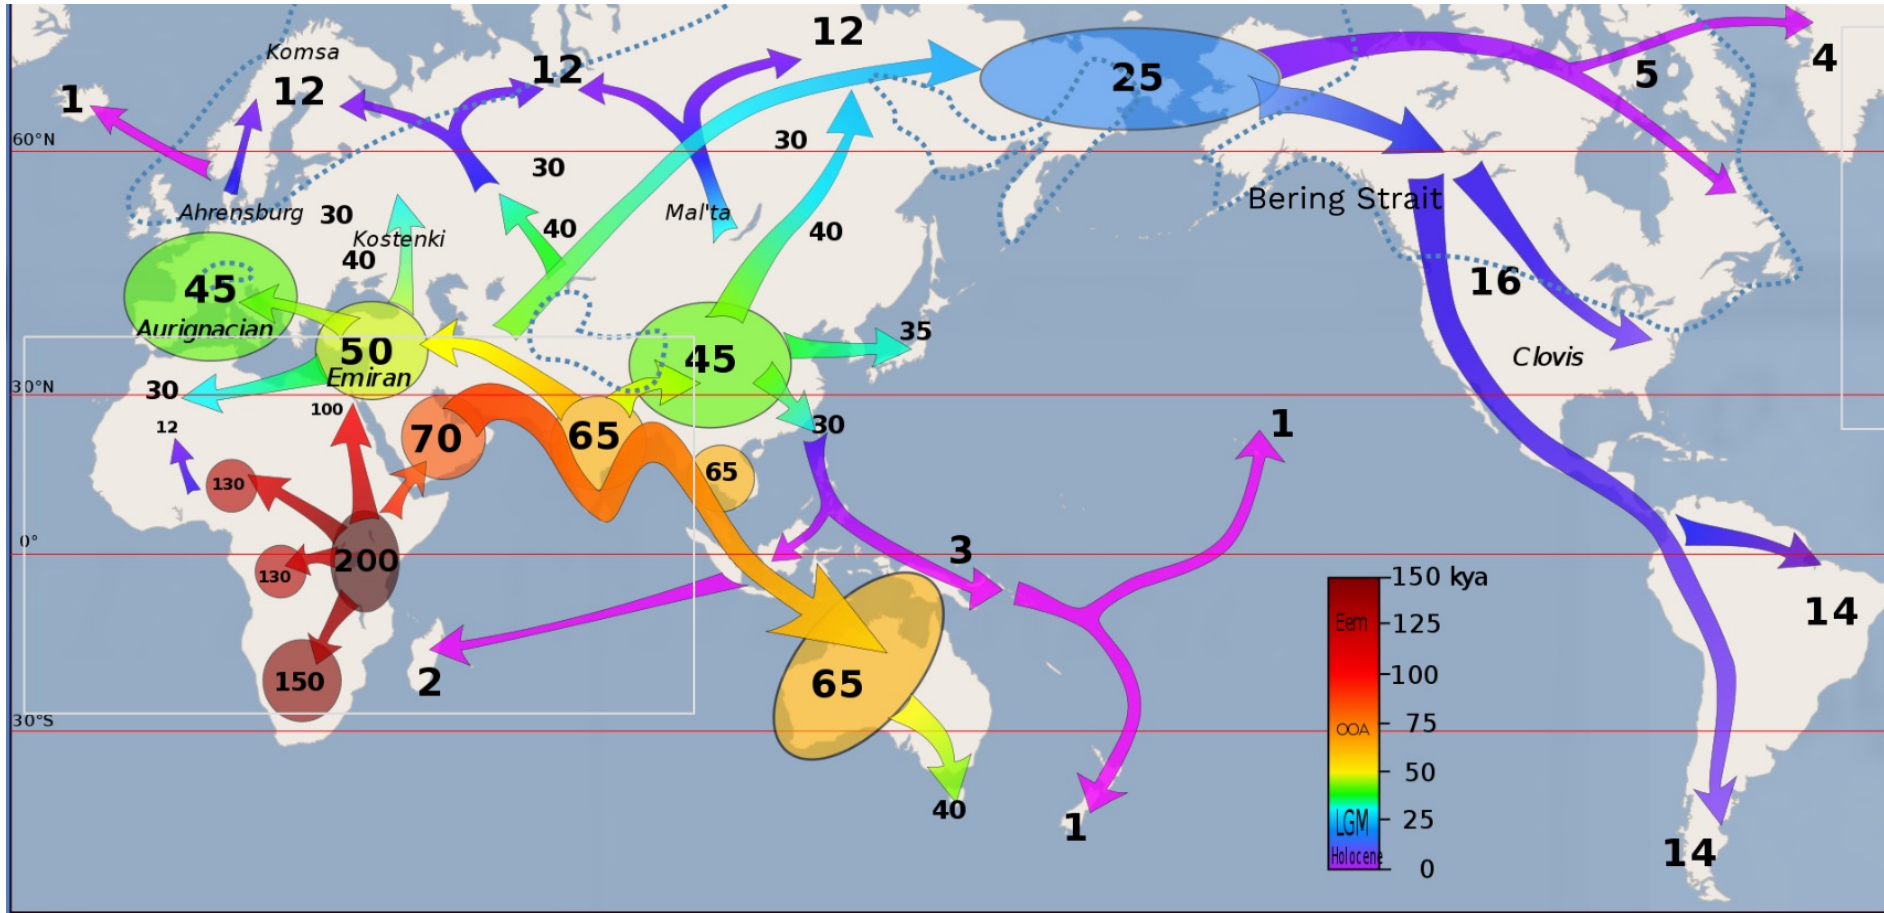 12
4
5
Komsa
12
12
25
1
60°N
30
30
Ahrensburg
30
Mal'ta
Bering Strait
Kostenki
40
40
40
45
16
Aurignacian
50
45
35
Clovis
Emiran
30
30°N
100
12
70
65
30
1
65
130
0°
200
3
130
150 kya
Eem
125
14
2
150
65
100
30°S
OOA
75
50
40
LGM
25
1
Holocene
0
14